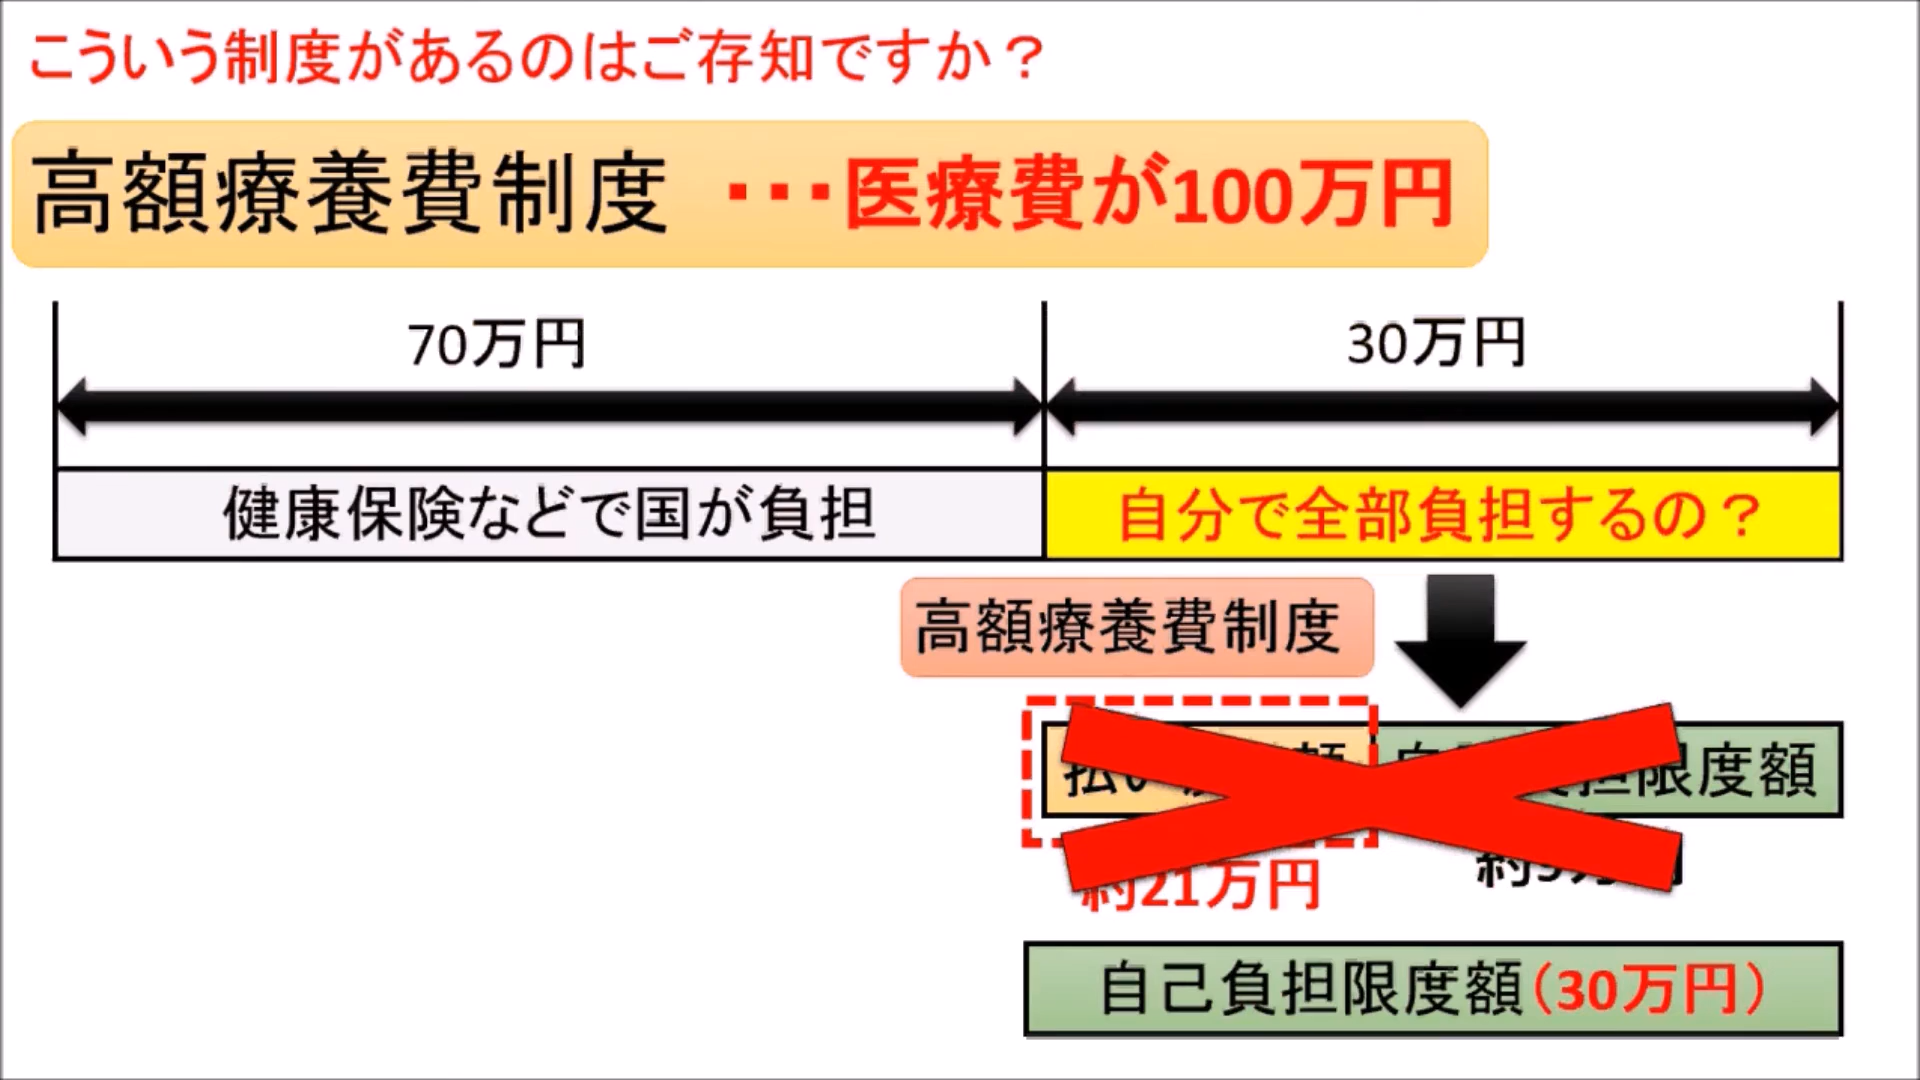 こういう制度があるのはご存知ですか？
高額療養費制度 ･･･医療費が100万円
70万円
30万円
健康保険などで国が負担
自分で全部負担するの？
高額療養費制度
払い 額
担限度額
約21万円
自己負担限度額（30万円）